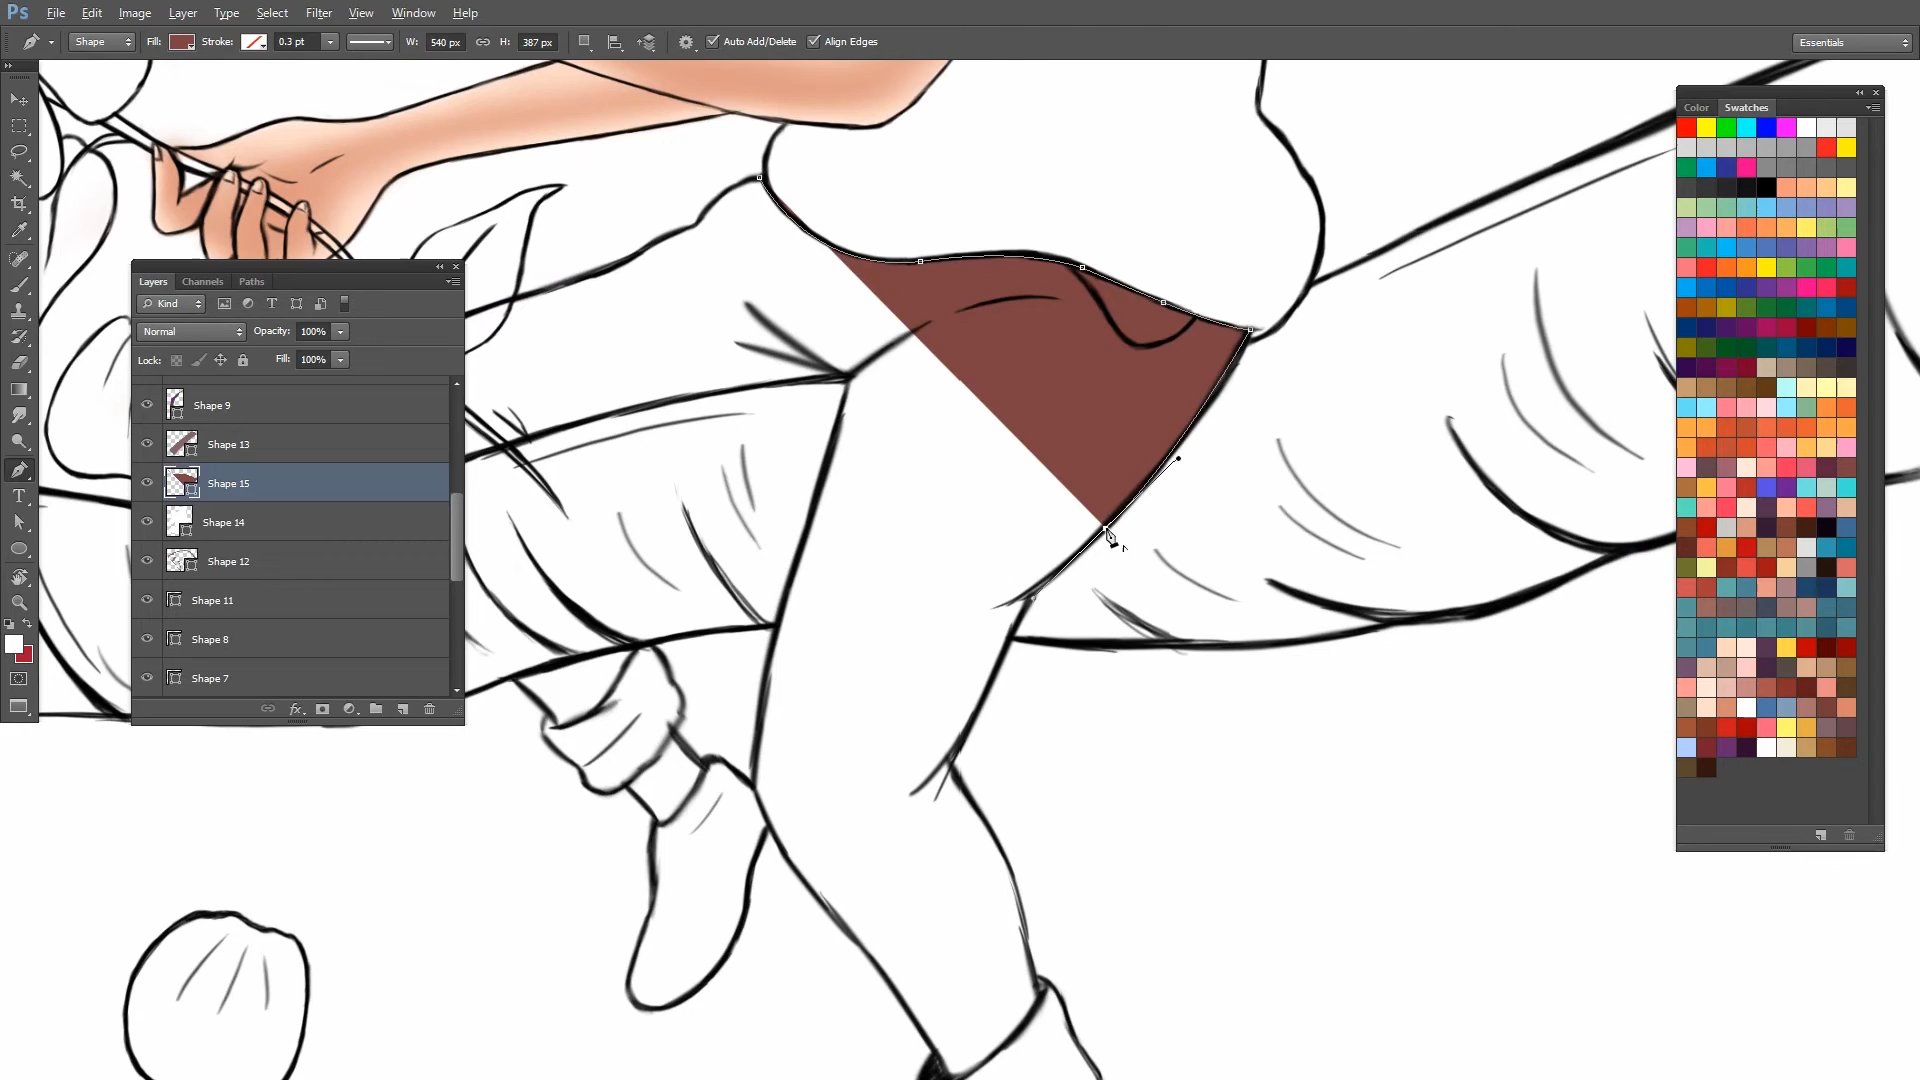 Ps File Edit Image Layer Type Select Filter View Window Help
Shape Fill: Stroke: 0.3 pt W: 540 px H: 387 px Auto Add/Delete Align Edges Essentials
Color Swatches
Layers Channels Paths
Kind
Normal Opacity: 100%
Lock: Fill: 100%
Shape 9
Shape 13
Shape 15
Shape 14
Shape 12
Shape 11
Shape 8
Shape 7
fx